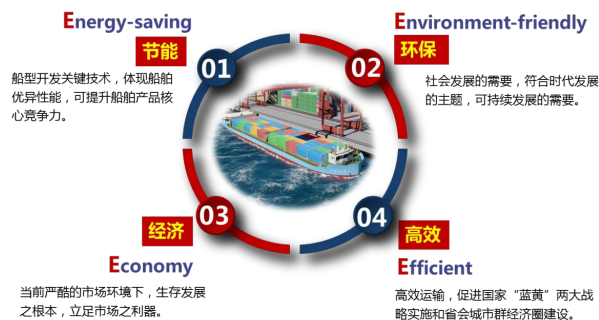 Energy-saving
节能
01
船型开发关键技术，体现船舶
优异性能，可提升船舶产品核
心竞争力。
Environment-friendly
02
环保
社会发展的需要，符合时代发展
的主题，可持续发展的需要。
经济
03
Economy
当前严酷的市场环境下，生存发展
之根本，立足市场之利器。
04
高效
Efficient
高效运输，促进国家“蓝黄”两大战
略实施和省会城市群经济圈建设。